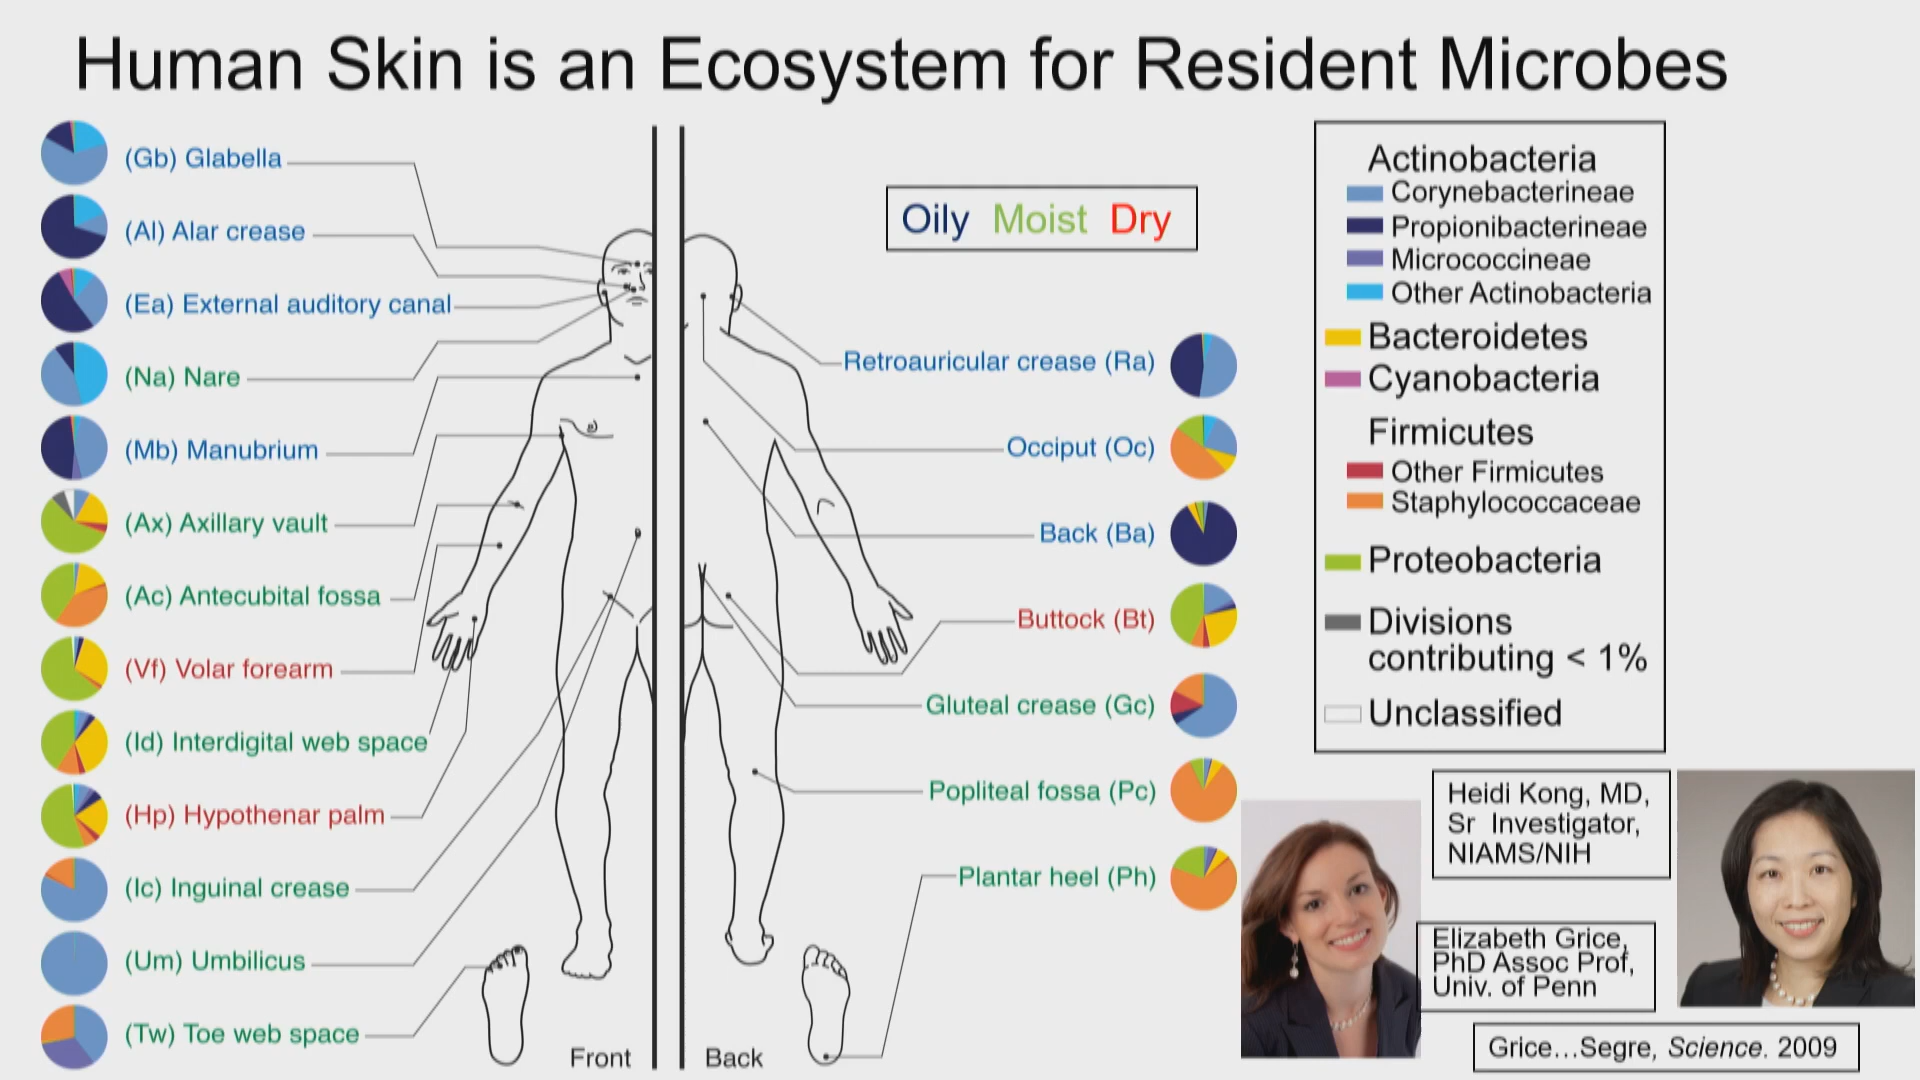 Human Skin is an Ecosystem for Resident Microbes
(Gb) Glabella
(Al) Alar crease
(Ea) External auditory canal
(Na) Nare
(Mb) Manubrium
(Ax) Axillary vault
(Ac) Antecubital fossa
(Vf) Volar forearm
(Id) Interdigital web space
(Hp) Hypothenar palm
(Ic) Inguinal crease
(Um) Umbilicus
(Tw) Toe web space
Front
Back
Oily Moist Dry
Retroauricular crease (Ra)
Occiput (Oc)
Back (Ba)
Buttock (Bt)
Gluteal crease (Gc)
Popliteal fossa (Pc)
Plantar heel (Ph)
Actinobacteria
Corynebacterineae
Propionibacterineae
Micrococcineae
Other Actinobacteria
Bacteroidetes
Cyanobacteria
Firmicutes
Other Firmicutes
Staphylococcaceae
Proteobacteria
Divisions
contributing < 1%
Unclassified
Heidi Kong, MD,
Sr Investigator,
NIAMS/NIH
Elizabeth Grice,
PhD Assoc Prof,
Univ. of Penn
Grice...Segre, Science. 2009